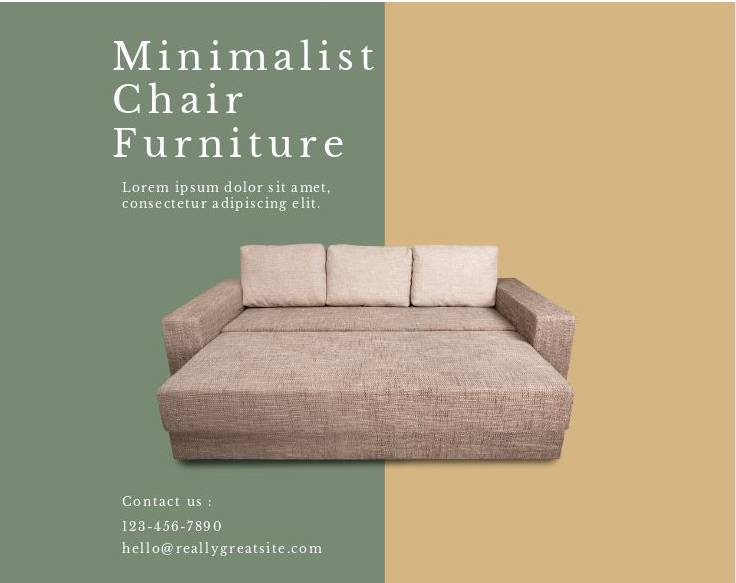 Minimalist
Chair
Furniture
Lorem ipsum dolor sit amet,
consectetur adipiscing elit.
Contact us :
123-456-7890
hello@reallygreatsite.com